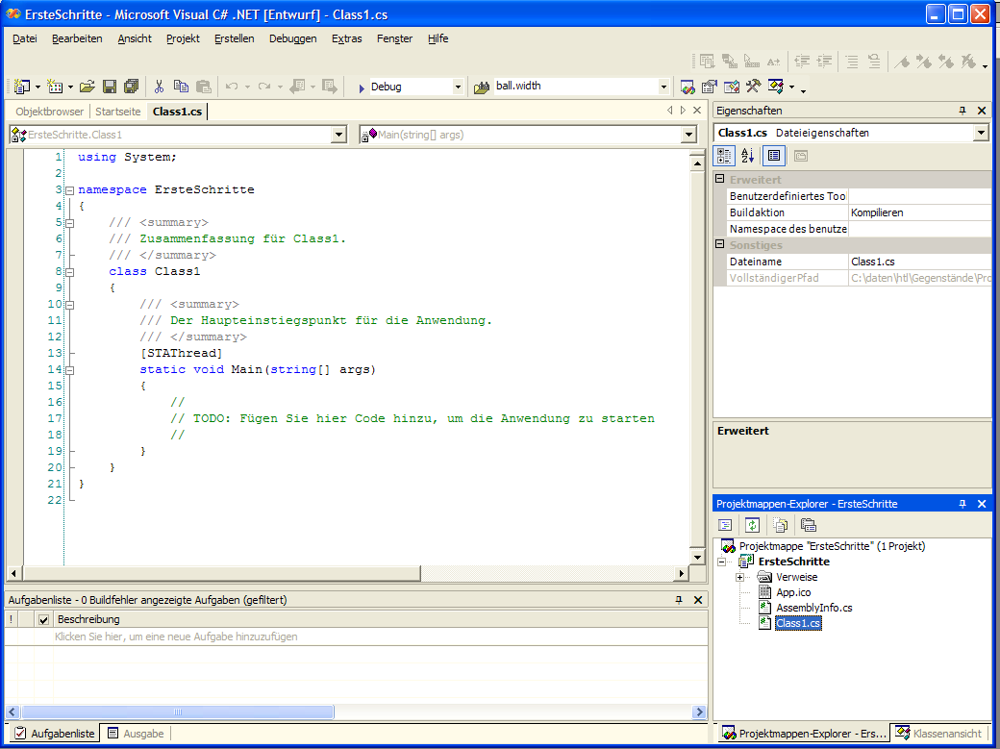 ErsteSchritte - Microsoft Visual C# .NET [Entwurf] - Class1.cs
Datei Bearbeiten Ansicht Projekt Erstellen Debuggen Extras Fenster Hilfe
Debug ball.width
Objektbrowser Startseite Class1.cs
ErsteSchritte.Class1 Main(string[] args)
1 using System;
2
3 namespace ErsteSchritte
4 {
5 /// <summary>
6 /// Zusammenfassung für Class1.
7 /// </summary>
8 class Class1
9 {
10 /// <summary>
11 /// Der Haupteinstiegspunkt für die Anwendung.
12 /// </summary>
13 [STAThread]
14 static void Main(string[] args)
15 {
16 //
17 // TODO: Fügen Sie hier Code hinzu, um die Anwendung zu starten
18 //
19 }
20 }
21 }
22
Aufgabenliste - 0 Buildfehler angezeigte Aufgaben (gefiltert)
! Beschreibung
Klicken Sie hier, um eine neue Aufgabe hinzuzufügen
Aufgabenliste Ausgabe
Eigenschaften
Class1.cs Dateieigenschaften
Erweitert
Benutzerdefiniertes Tool
Buildaktion Kompilieren
Namespace des benutze
Sonstiges
Dateiname Class1.cs
VollständigerPfad C:\daten\htl\Gegenstände\Pro
Erweitert
Projektmappen-Explorer - ErsteSchritte
Projektmappe "ErsteSchritte" (1 Projekt)
ErsteSchritte
Verweise
App.ico
AssemblyInfo.cs
Class1.cs
Projektmappen-Explorer - Ers... Klassenansicht